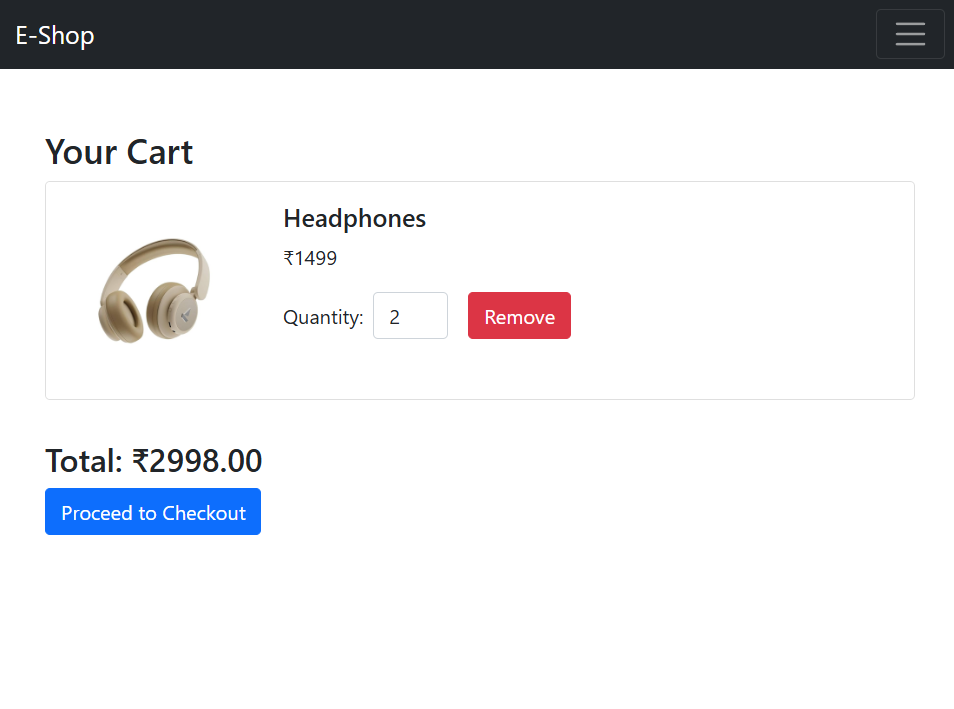 E-Shop
Your Cart
Headphones
₹1499
Quantity: 2 Remove
Total: ₹2998.00
Proceed to Checkout